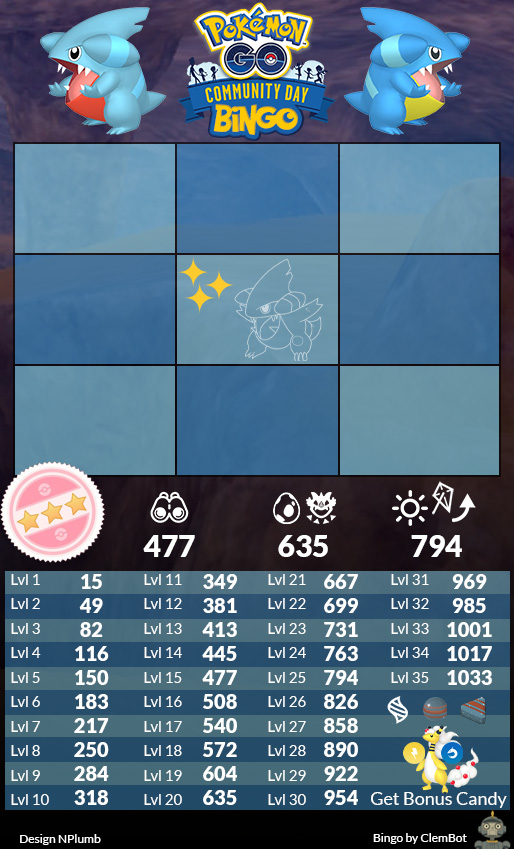 POKÉMON
GO
COMMUNITY DAY
BINGO
477 635 794
Lvl 1 15 Lvl 11 349 Lvl 21 667 Lvl 31 969
Lvl 2 49 Lvl 12 381 Lvl 22 699 Lvl 32 985
Lvl 3 82 Lvl 13 413 Lvl 23 731 Lvl 33 1001
Lvl 4 116 Lvl 14 445 Lvl 24 763 Lvl 34 1017
Lvl 5 150 Lvl 15 477 Lvl 25 794 Lvl 35 1033
Lvl 6 183 Lvl 16 508 Lvl 26 826
Lvl 7 217 Lvl 17 540 Lvl 27 858
Lvl 8 250 Lvl 18 572 Lvl 28 890
Lvl 9 284 Lvl 19 604 Lvl 29 922
Lvl 10 318 Lvl 20 635 Lvl 30 954 Get Bonus Candy
Design NPlumb Bingo by ClemBot